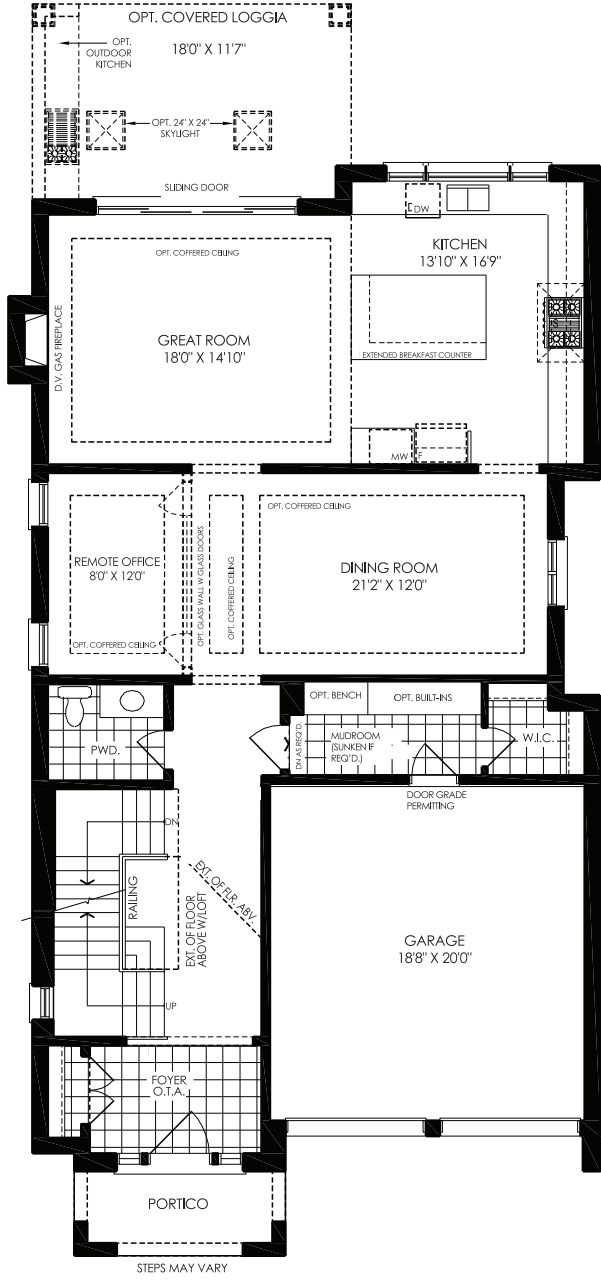 OPT. COVERED LOGGIA
18'0" X 11'7"
OPT.
OUTDOOR
KITCHEN
OPT. 24" X 24"
SKYLIGHT
SLIDING DOOR
DW
KITCHEN
13'10" X 16'9"
OPT. COFFERED CEILING
D.V. GAS FIREPLACE
GREAT ROOM
18'0" X 14'10"
S
EXTENDED BREAKFAST COUNTER
MW
F
OPT. COFFERED CEILING
REMOTE OFFICE
8'0" X 12'0"
OPT. COFFERED CEILING
OPT. GLASS WALL W GLASS DOORS
OPT. COFFERED CEILING
DINING ROOM
21'2" X 12'0"
OPT. BENCH
OPT. BUILT-INS
PWD.
DN AS REQ'D.
MUDROOM
(SUNKEN IF
REQ'D.)
W.I.C.
DOOR GRADE
PERMITTING
DN
RAILING
EXT. OF FLR. ABV.
EXT. OF FLOOR
ABOVE W/LOFT
UP
GARAGE
18'8" X 20'0"
FOYER
O.T.A.
PORTICO
STEPS MAY VARY